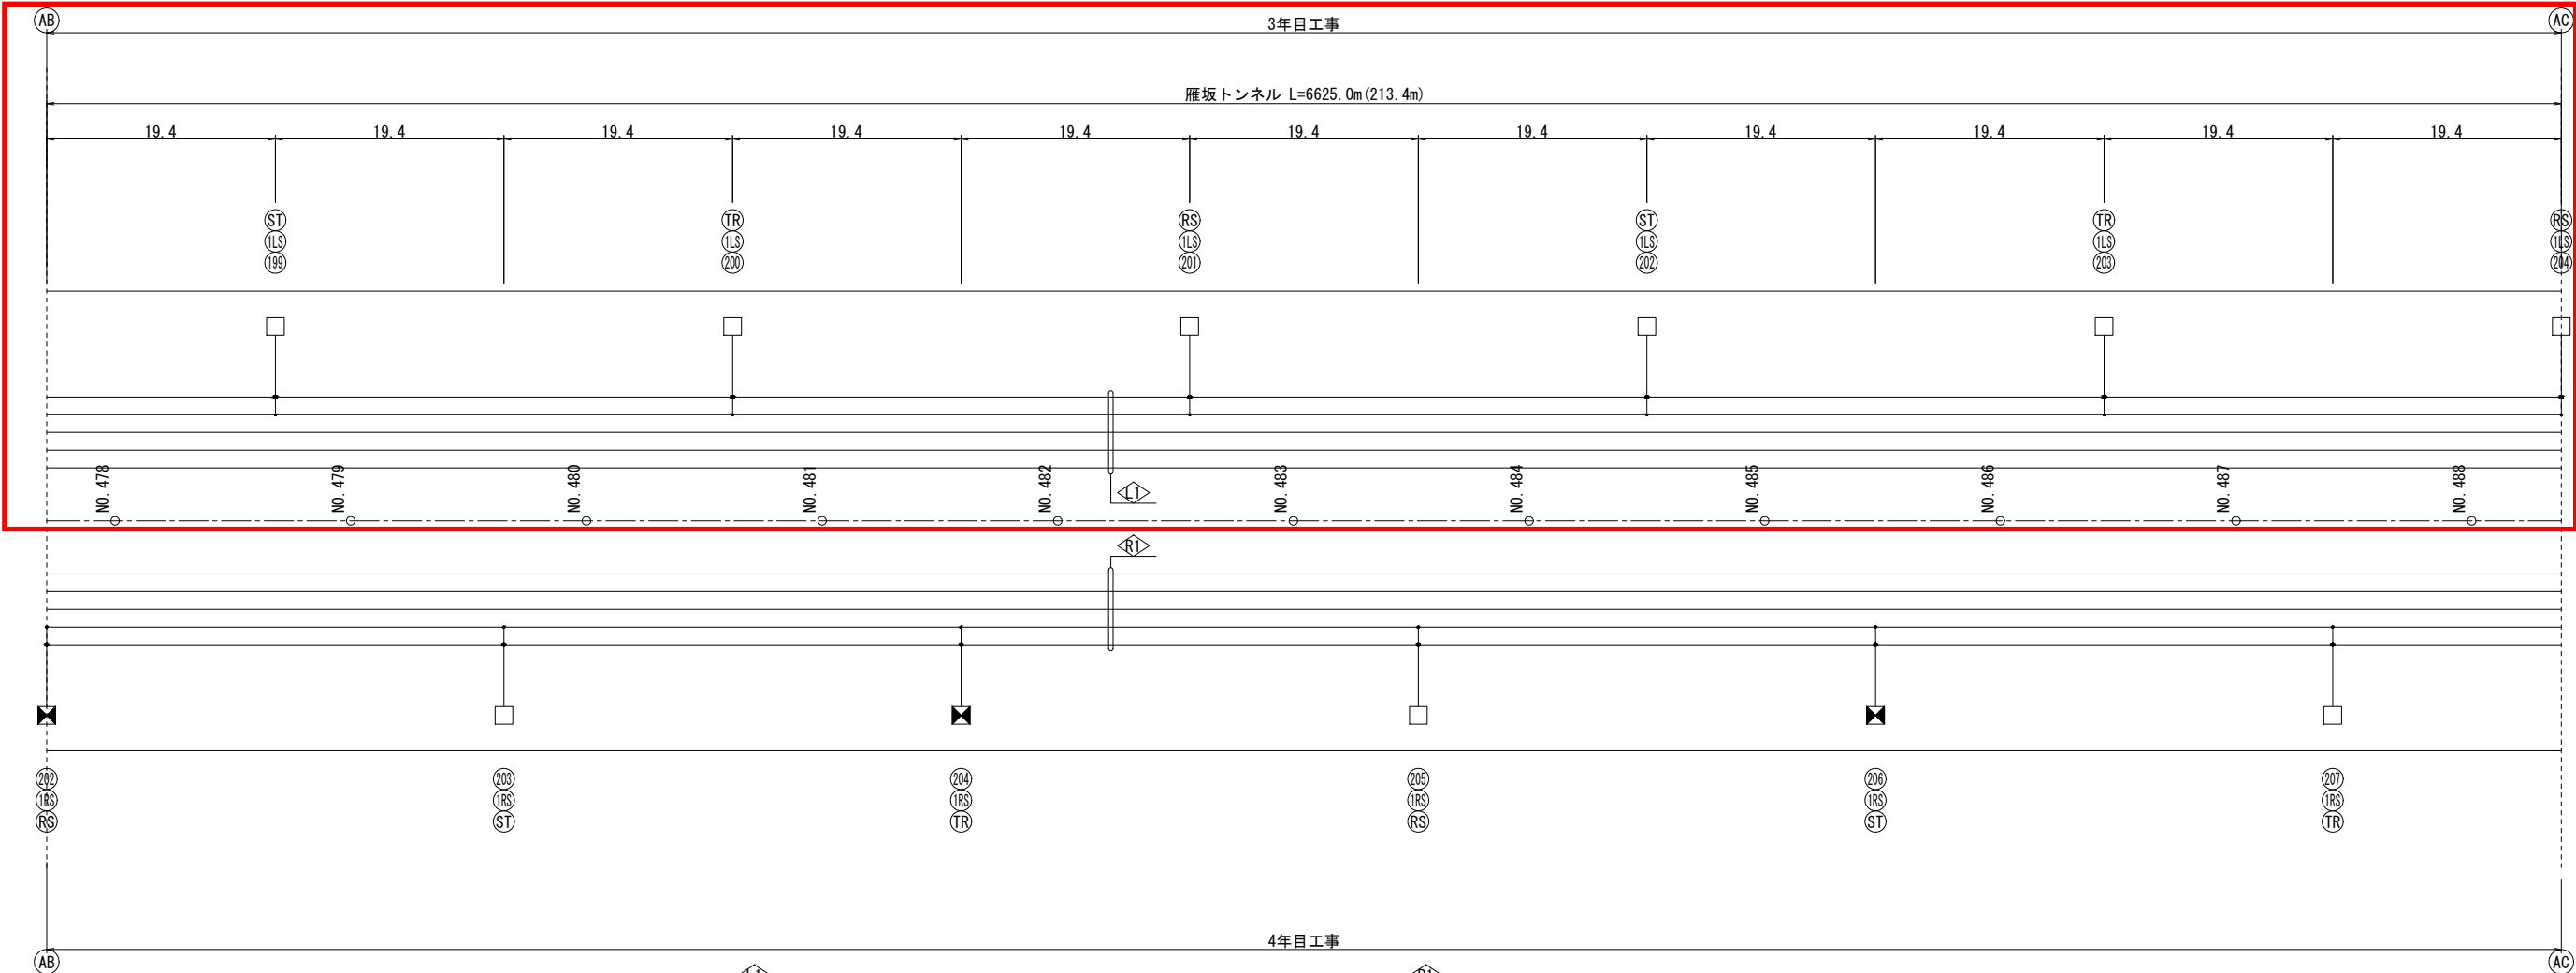 AB
3年目工事
AC
雁坂トンネル L=6625.0m(213.4m)
19.4 19.4 19.4 19.4 19.4 19.4 19.4 19.4 19.4 19.4 19.4
ST TR RS ST TR RS
1LS 1LS 1LS 1LS 1LS 1LS
199 200 201 202 203 204
NO.478 NO.479 NO.480 NO.481 NO.482 NO.483 NO.484 NO.485 NO.486 NO.487 NO.488
L1
R1
202 203 204 205 206 207
1RS 1RS 1RS 1RS 1RS 1RS
RS ST TR RS ST TR
4年目工事
AB
AC